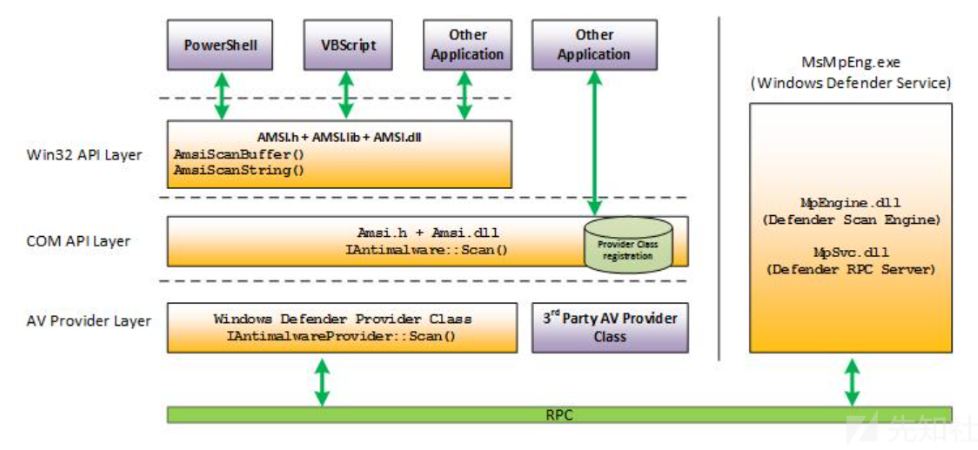 PowerShell
VBScript
Other
Application
Other
Application
MsMpEng.exe
(Windows Defender Service)
Win32 API Layer
AMSI.h + AMSI.lib + AMSI.dll
AmsiScanBuffer()
AmsiScanString()
MpEngine.dll
(Defender Scan Engine)
MpSvc.dll
(Defender RPC Server)
COM API Layer
Amsi.h + Amsi.dll
IAntimalware::Scan()
Provider Class
registration
AV Provider Layer
Windows Defender Provider Class
IAntimalwareProvider::Scan()
3rd Party AV Provider
Class
RPC
先知社